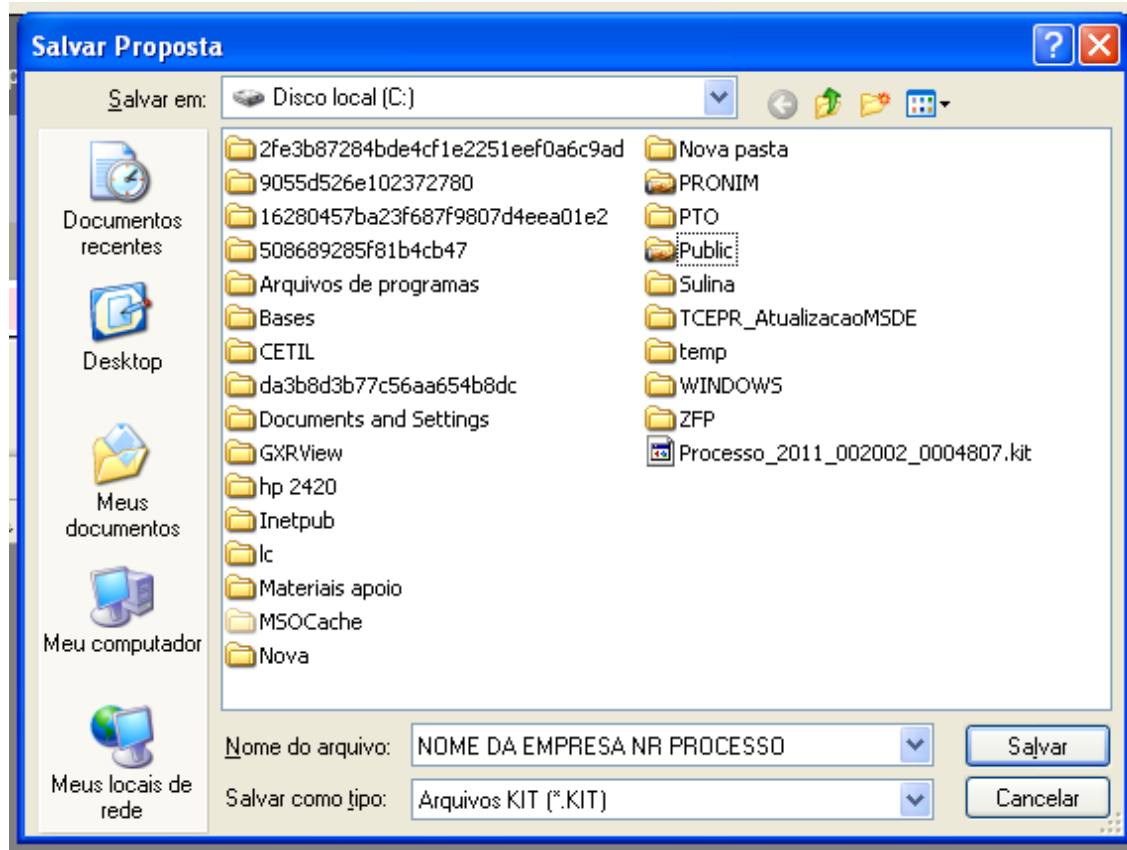 Salvar Proposta
Salvar em:
Disco local (C:)
Documentos
recentes
Desktop
Meus
documentos
Meu computador
Meus locais de
rede
2fe3b87284bde4cf1e2251eef0a6c9ad
9055d526e102372780
16280457ba23f687f9807d4eea01e2
508689285f81b4cb47
Arquivos de programas
Bases
CETIL
da3b8d3b77c56aa654b8dc
Documents and Settings
GXRView
hp 2420
Inetpub
lc
Materiais apoio
MSOCache
Nova
Nova pasta
PRONIM
PTO
Public
Sulina
TCEPR_AtualizacaoMSDE
temp
WINDOWS
ZFP
Processo_2011_002002_0004807.kit
Nome do arquivo:
NOME DA EMPRESA NR PROCESSO
Salvar
Salvar como tipo:
Arquivos KIT (*.KIT)
Cancelar